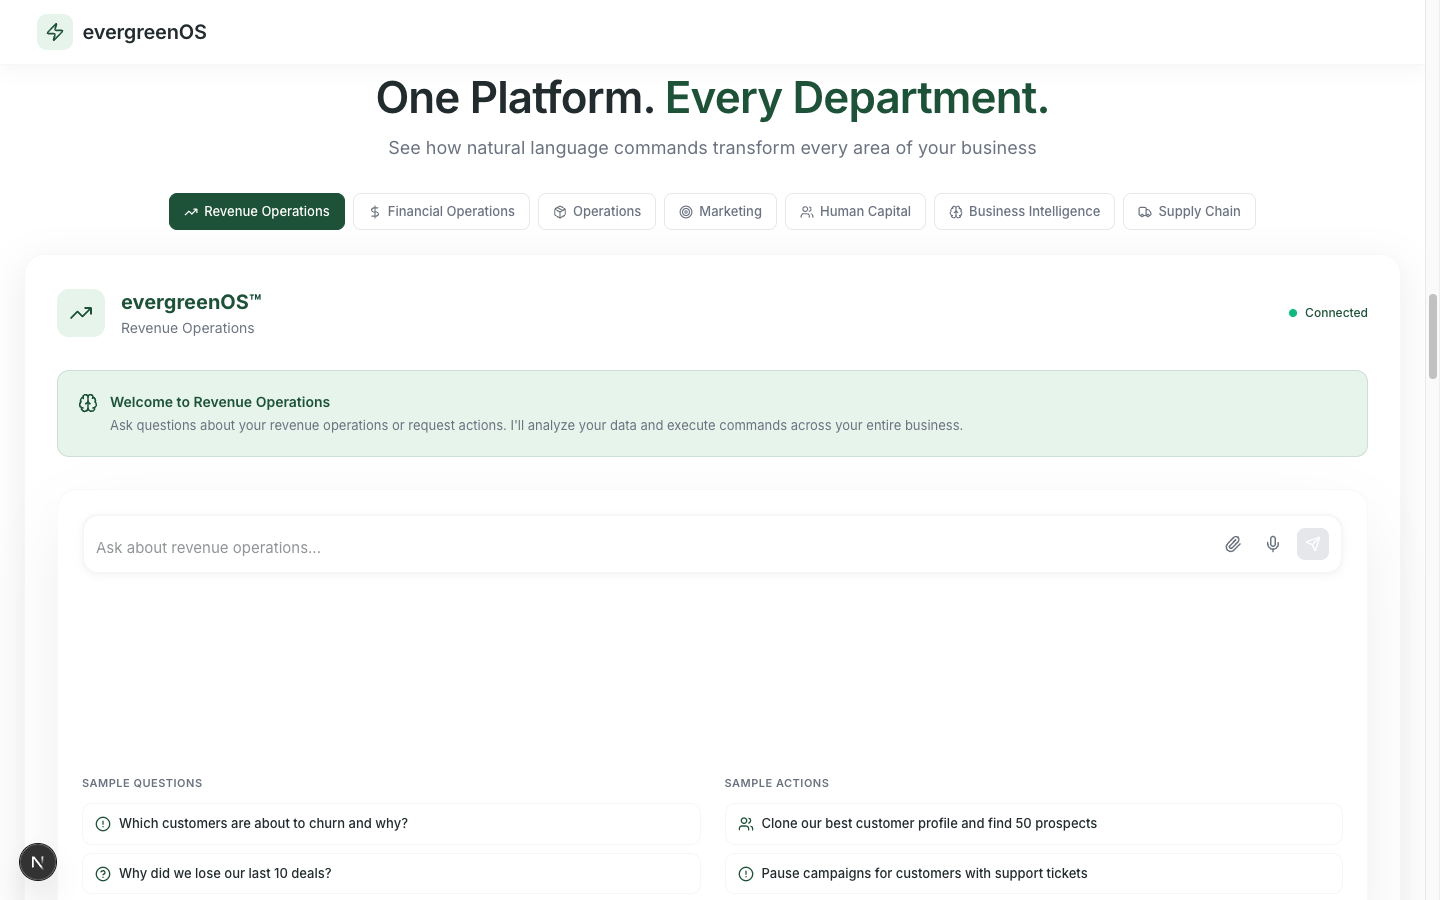 evergreenOS
One Platform. Every Department.
See how natural language commands transform every area of your business
Revenue Operations
Financial Operations
Operations
Marketing
Human Capital
Business Intelligence
Supply Chain
evergreenOS™
Revenue Operations
Connected
Welcome to Revenue Operations
Ask questions about your revenue operations or request actions. I'll analyze your data and execute commands across your entire business.
Ask about revenue operations...
SAMPLE QUESTIONS
Which customers are about to churn and why?
Why did we lose our last 10 deals?
SAMPLE ACTIONS
Clone our best customer profile and find 50 prospects
Pause campaigns for customers with support tickets
N